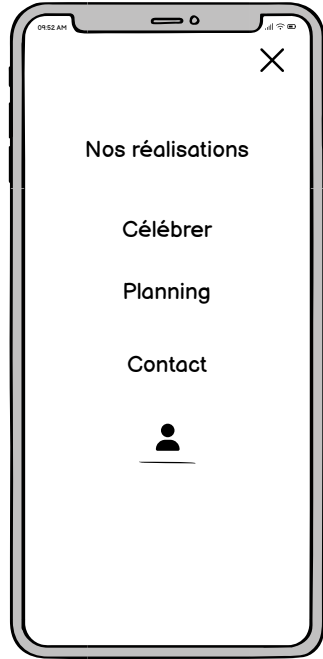 09:52 AM
Nos réalisations
Célébrer
Planning
Contact